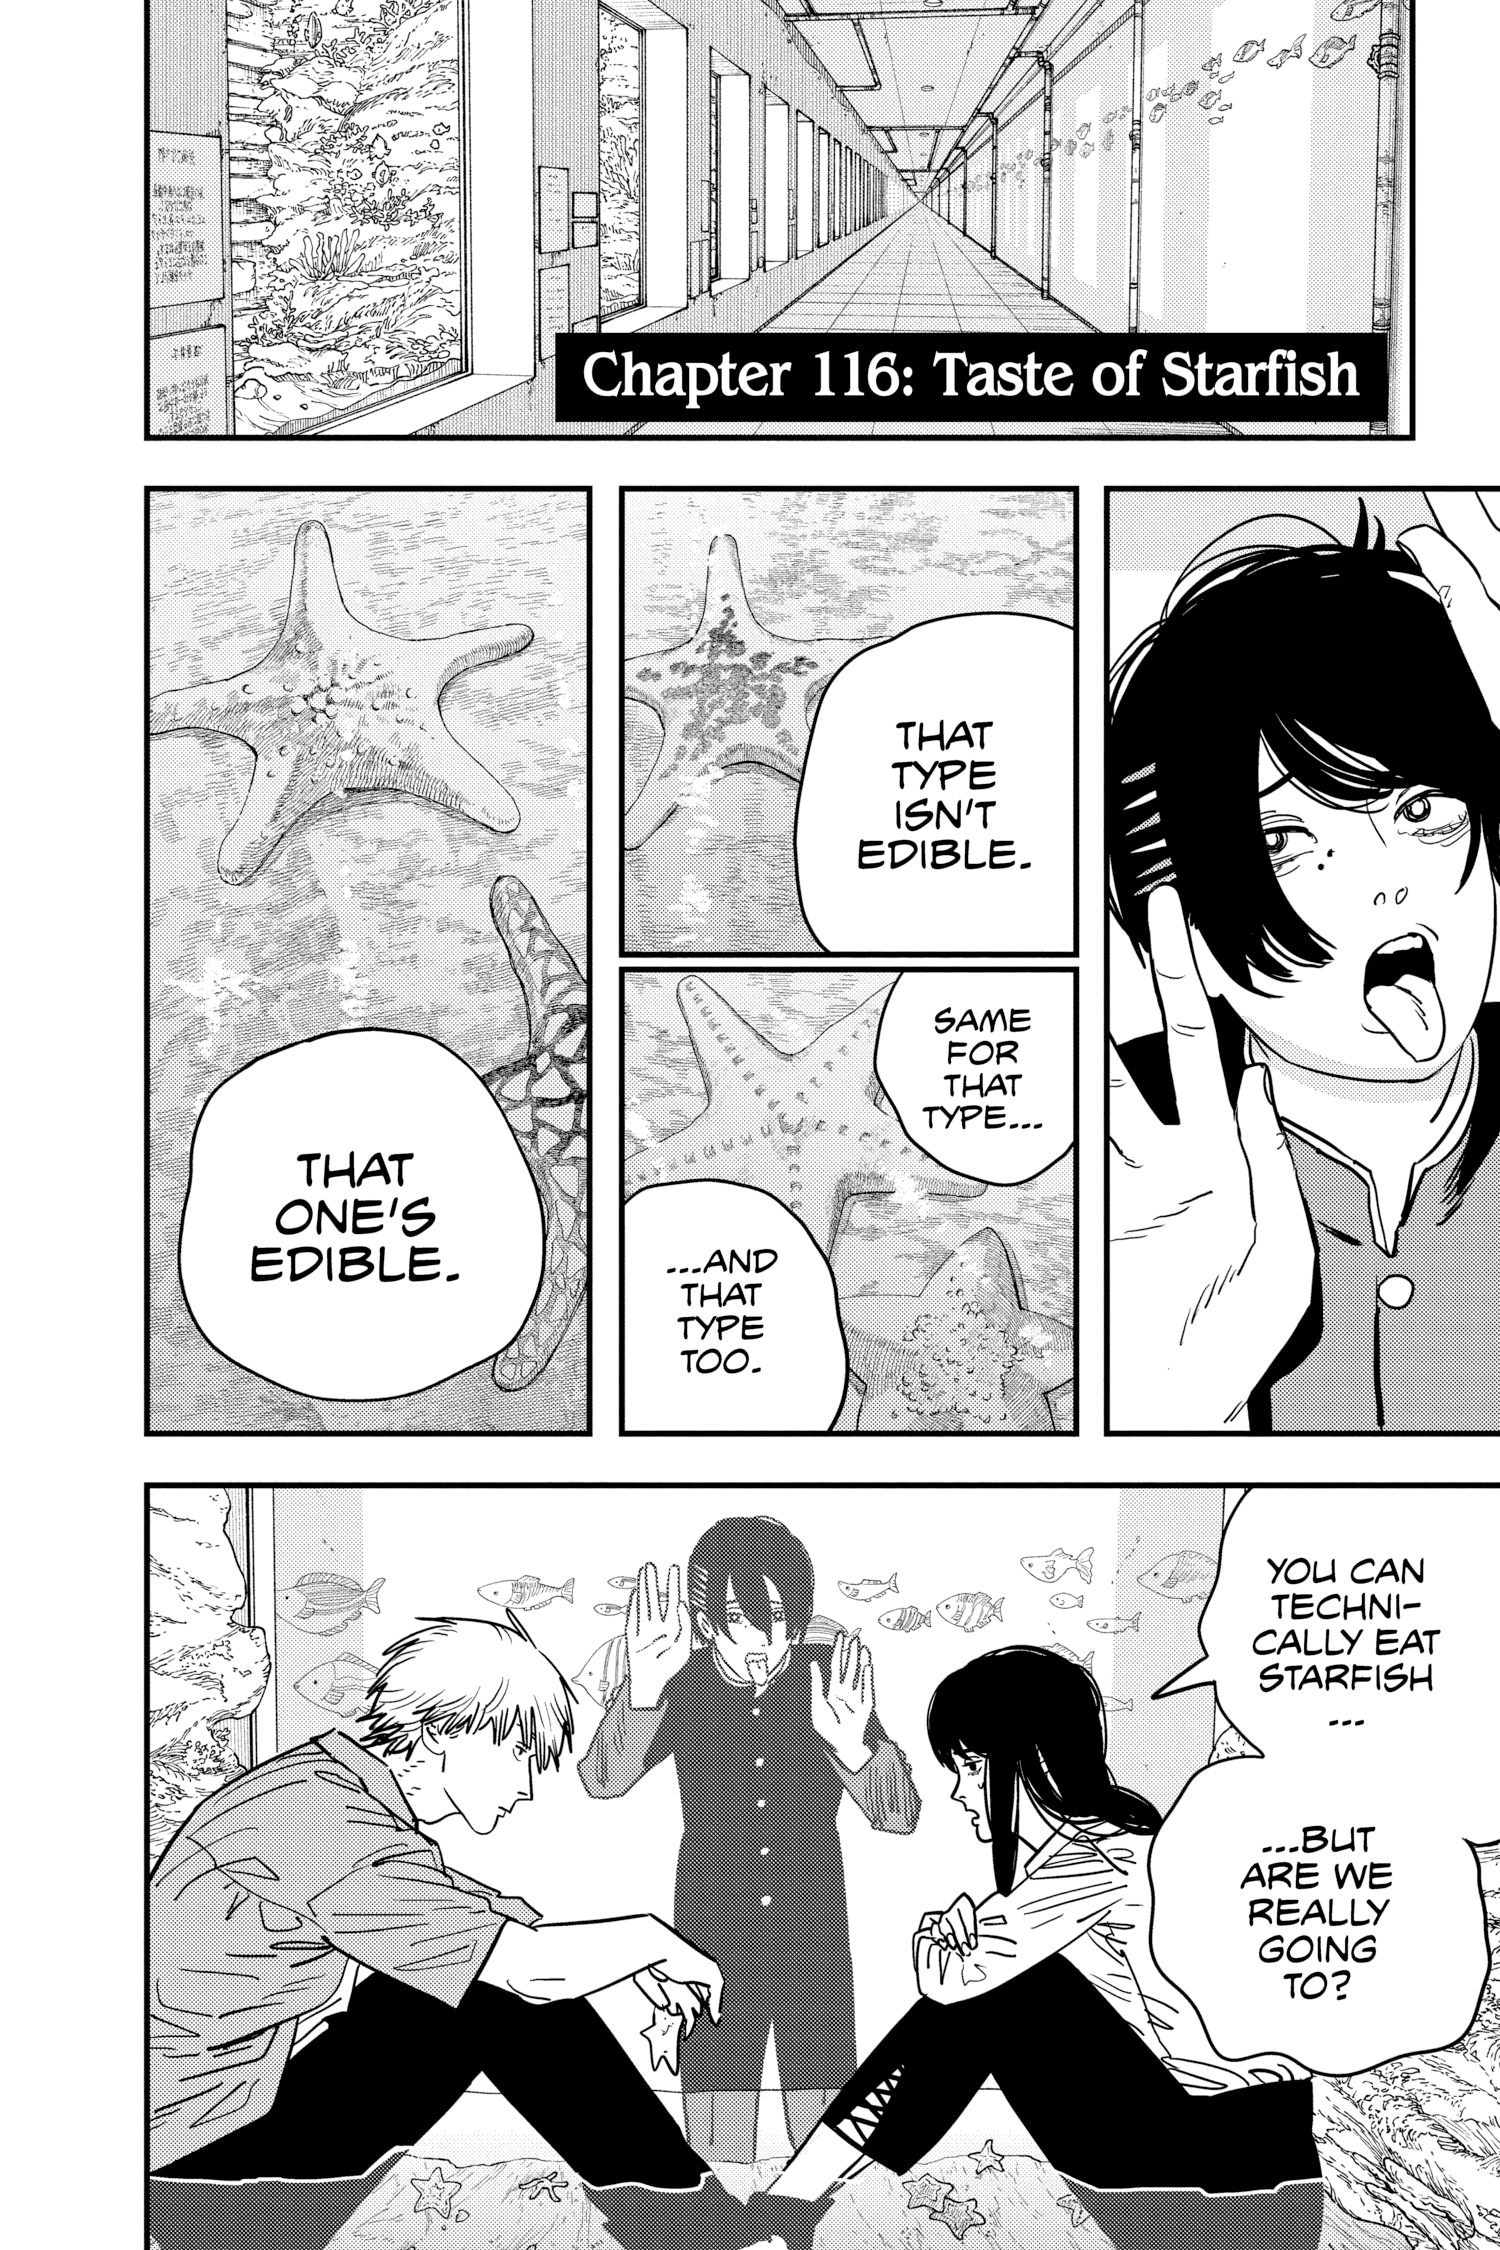 Chapter 116: Taste of Starfish
THAT
TYPE
ISN'T
EDIBLE.
SAME
FOR
THAT
TYPE...
...AND
THAT
TYPE
TOO.
THAT
ONE'S
EDIBLE.
YOU CAN
TECHNI-
CALLY EAT
STARFISH
...
...BUT
ARE WE
REALLY
GOING
TO?